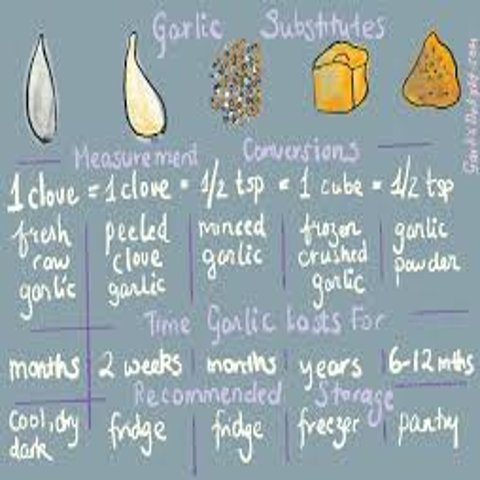 Garlic Substitutes
Measurement Conversions
1 clove = 1 clove = 1/2 tsp = 1 cube = 1/2 tsp
fresh raw garlic
peeled clove garlic
minced garlic
frozen crushed garlic
garlic powder
Time Garlic Lasts For
months 2 weeks months years 6-12 mths
Recommended Storage
cool, dry dark
fridge
fridge
freezer
pantry